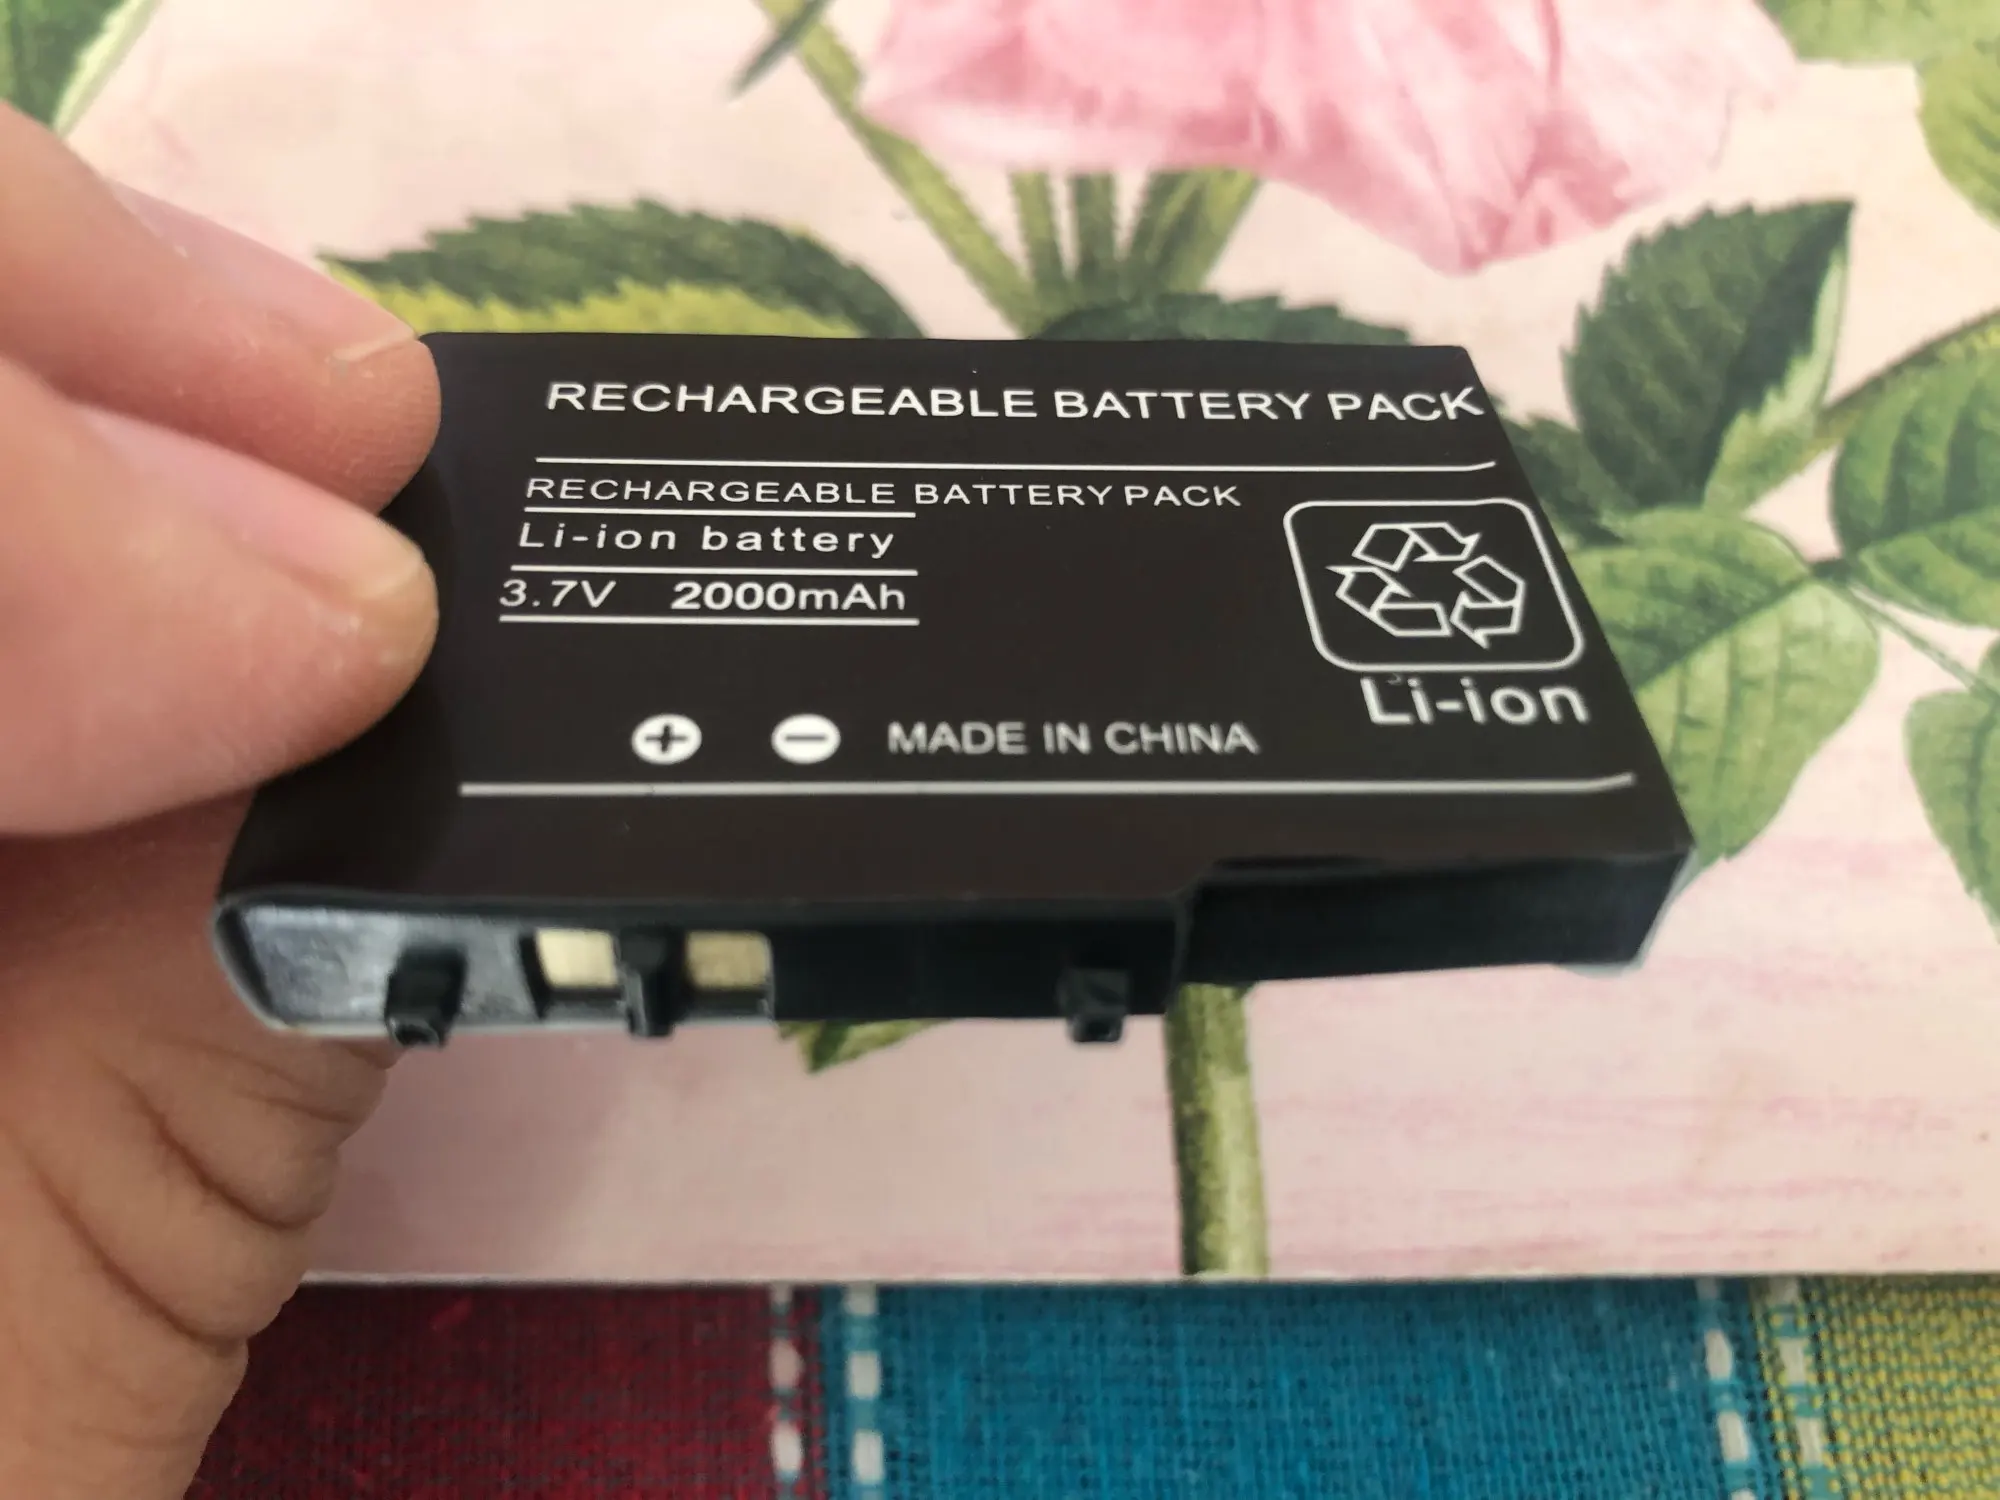 RECHARGEABLE BATTERY PACK
RECHARGEABLE BATTERY PACK
Li-ion battery
3.7V 2000mAh
+ − MADE IN CHINA
Li-ion